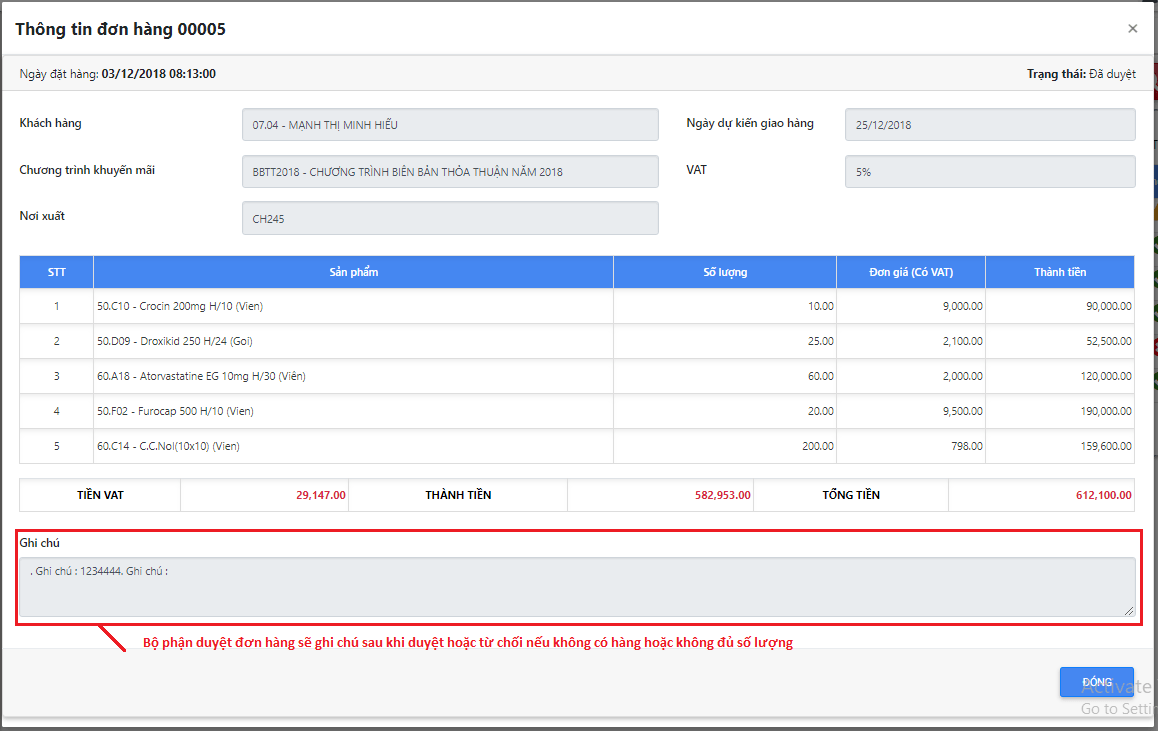 Thông tin đơn hàng 00005 ×
Ngày đặt hàng: 03/12/2018 08:13:00 Trạng thái: Đã duyệt
Khách hàng 07.04 - MẠNH THỊ MINH HIẾU Ngày dự kiến giao hàng 25/12/2018
Chương trình khuyến mãi BBTT2018 - CHƯƠNG TRÌNH BIÊN BẢN THỎA THUẬN NĂM 2018 VAT 5%
Nơi xuất CH245
STT Sản phẩm Số lượng Đơn giá (Có VAT) Thành tiền
1 50.C10 - Crocin 200mg H/10 (Vien) 10.00 9,000.00 90,000.00
2 50.D09 - Droxikid 250 H/24 (Goi) 25.00 2,100.00 52,500.00
3 60.A18 - Atorvastatine EG 10mg H/30 (Viên) 60.00 2,000.00 120,000.00
4 50.F02 - Furocap 500 H/10 (Vien) 20.00 9,500.00 190,000.00
5 60.C14 - C.C.Nol(10x10) (Vien) 200.00 798.00 159,600.00
TIỀN VAT 29,147.00 THÀNH TIỀN 582,953.00 TỔNG TIỀN 612,100.00
Ghi chú
. Ghi chú : 1234444. Ghi chú :
Bộ phận duyệt đơn hàng sẽ ghi chú sau khi duyệt hoặc từ chối nếu không có hàng hoặc không đủ số lượng
ĐÓNG
Activate
Go to Setti